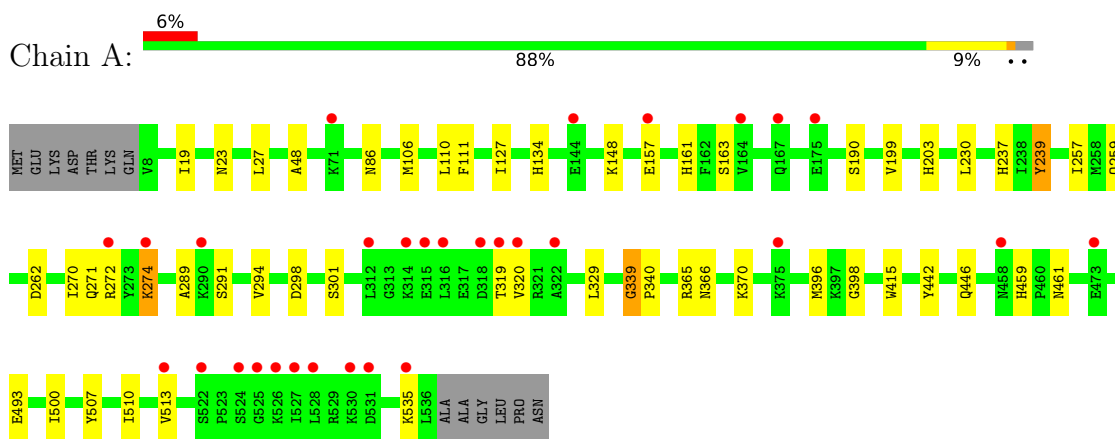 6%
Chain A:
88% 9% • •
MET GLU LYS ASP THR LYS GLN V8 I19 N23 L27 A48 K71 N86 M106 L110 F111 I127 H134 E144 K148 E157 H161 F162 S163 V164 Q167 E175 S190 V199 H203 L230 H237 I238 Y239 I257 M258 Q259
D262 I270 Q271 R272 Y273 K274 A289 K290 S291 V294 D298 S301 L312 G313 K314 E315 L316 E317 D318 T319 V320 R321 A322 L329 G339 P340 R365 N366 K370 K375 M396 K397 G398 W415 Y442 Q446 N458 H459 P460 N461 E473
E493 I500 Y507 I510 V513 S522 P523 S524 G525 K526 I527 L528 R529 K530 D531 K535 L536 ALA ALA GLY LEU PRO ASN